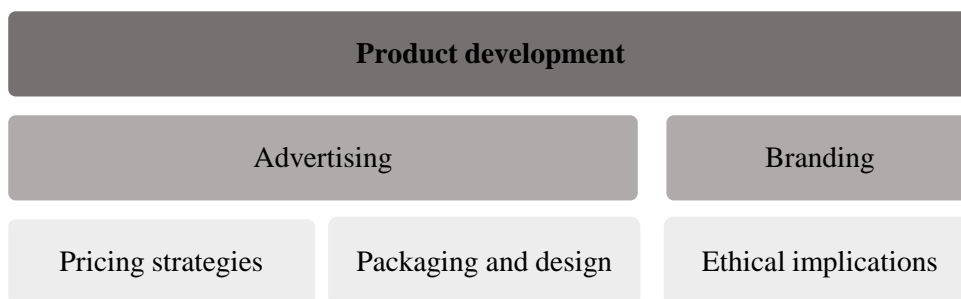 Product development
Advertising
Branding
Pricing strategies
Packaging and design
Ethical implications